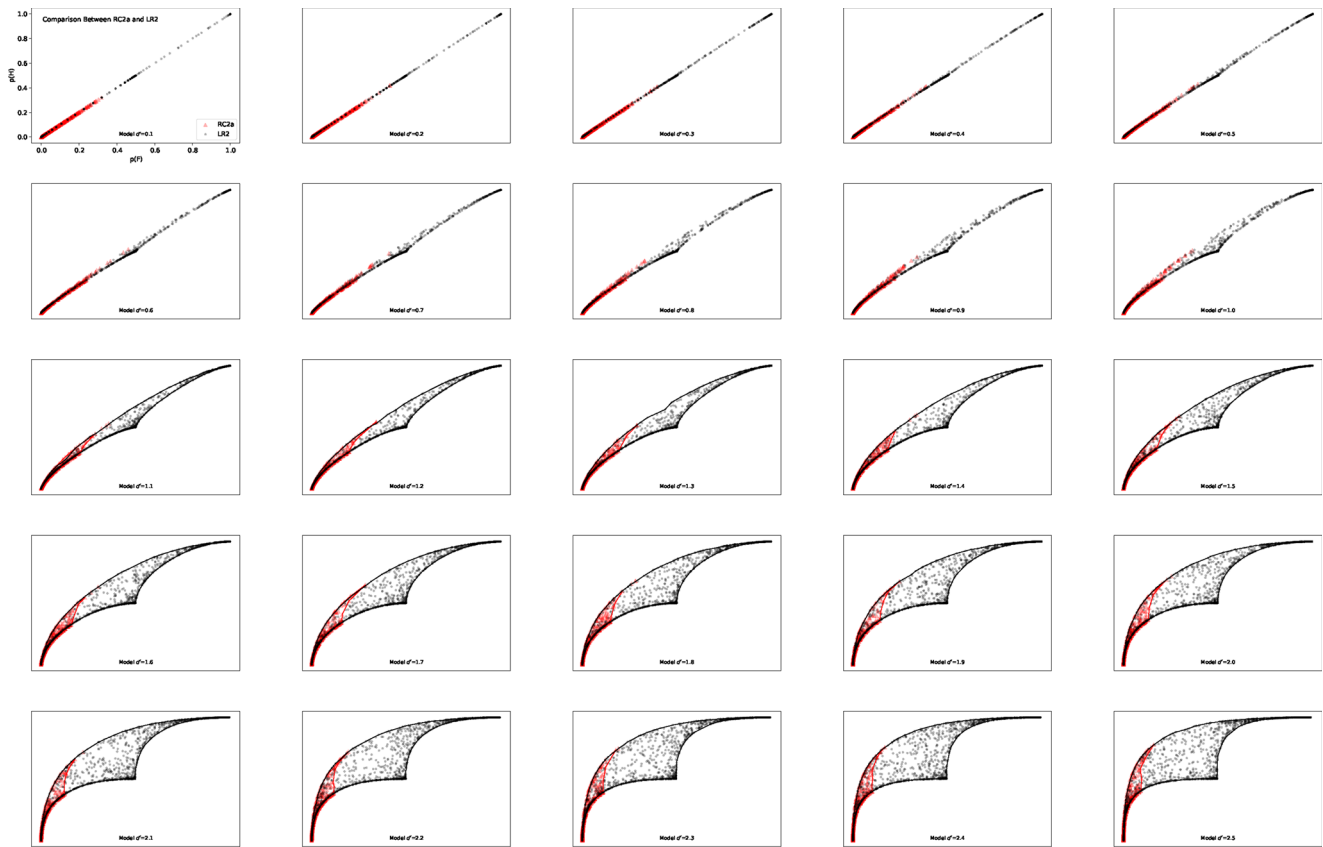 Comparison Between RC2a and LR2
1.0
0.8
0.6
0.4
0.2
0.0
p(H)
RC2a
LR2
Model d'=0.1
0.0 0.2 0.4 0.6 0.8 1.0
p(F)
Model d'=0.2
Model d'=0.3
Model d'=0.4
Model d'=0.5
Model d'=0.6
Model d'=0.7
Model d'=0.8
Model d'=0.9
Model d'=1.0
Model d'=1.1
Model d'=1.2
Model d'=1.3
Model d'=1.4
Model d'=1.5
Model d'=1.6
Model d'=1.7
Model d'=1.8
Model d'=1.9
Model d'=2.0
Model d'=2.1
Model d'=2.2
Model d'=2.3
Model d'=2.4
Model d'=2.5